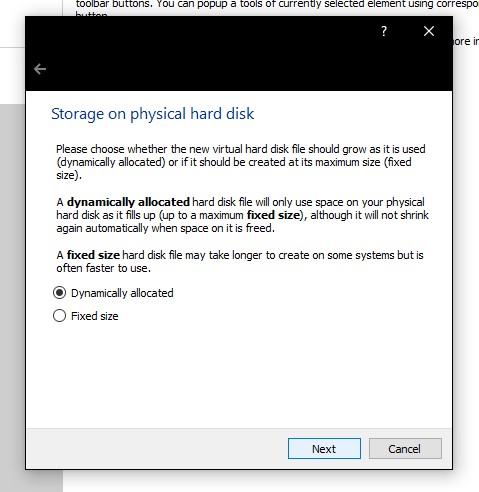 toolbar buttons. You can popup a tools of currently selected element using
button.
?
ore
Storage on physical hard disk
Please choose whether the new virtual hard disk file should grow as it is used
(dynamically allocated) or if it should be created at its maximum size (fixed
size).
A dynamically allocated hard disk file will only use space on your physical
hard disk as it fills up (up to a maximum fixed size), although it will not shrink
again automatically when space on it is freed.
A fixed size hard disk file may take longer to create on some systems but is
often faster to use.
Dynamically allocated
Fixed size
Next
Cancel